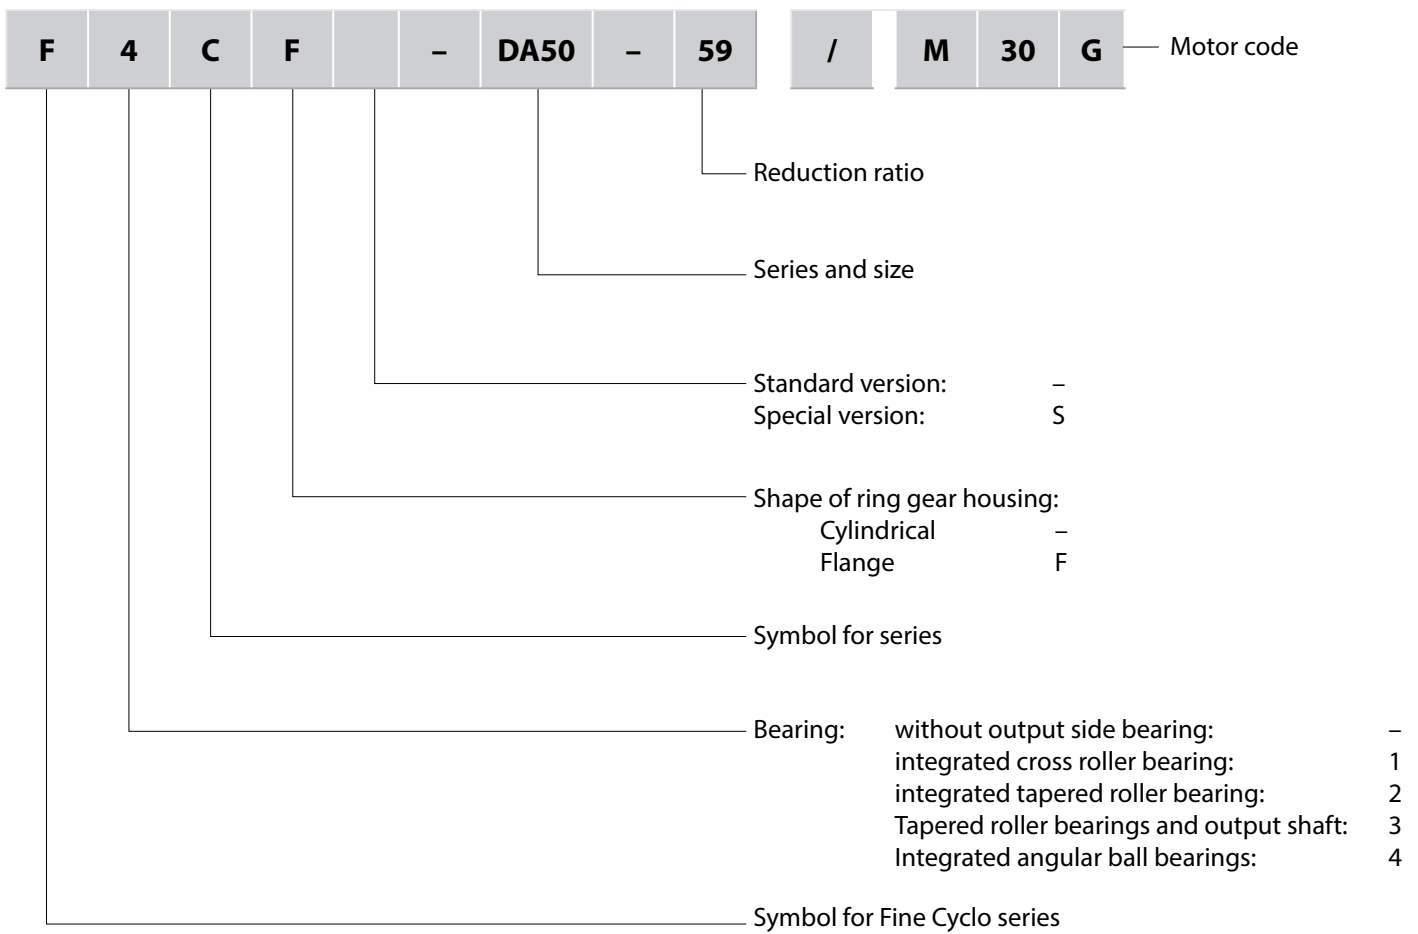 F 4 C F – DA50 – 59 / M 30 G Motor code
Reduction ratio
Series and size
Standard version: –
Special version: S
Shape of ring gear housing:
Cylindrical –
Flange F
Symbol for series
Bearing: without output side bearing: –
integrated cross roller bearing: 1
integrated tapered roller bearing: 2
Tapered roller bearings and output shaft: 3
Integrated angular ball bearings: 4
Symbol for Fine Cyclo series